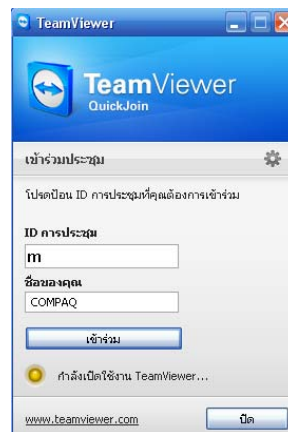 TeamViewer
TeamViewer
QuickJoin
เข้าร่วมประชุม
โปรดป้อน ID การประชุมที่คุณต้องการเข้าร่วม
ID การประชุม
m
ชื่อของคุณ
COMPAQ
เข้าร่วม
กำลังเปิดใช้งาน TeamViewer...
www.teamviewer.com
ปิด